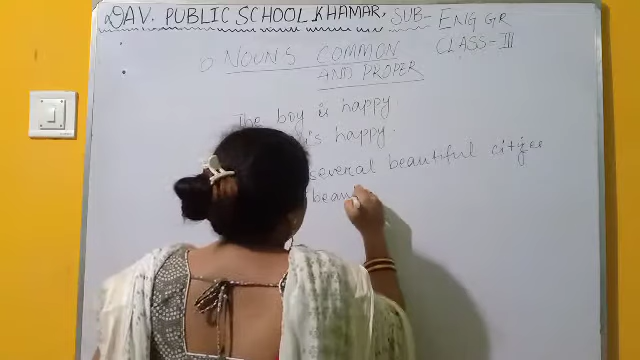 DAV. PUBLIC SCHOOL, KHAMAR, SUB- ENG GR
CLASS- III
NOUNS COMMON
AND PROPER
The boy is happy.
is happy.
several beautiful cities
beau